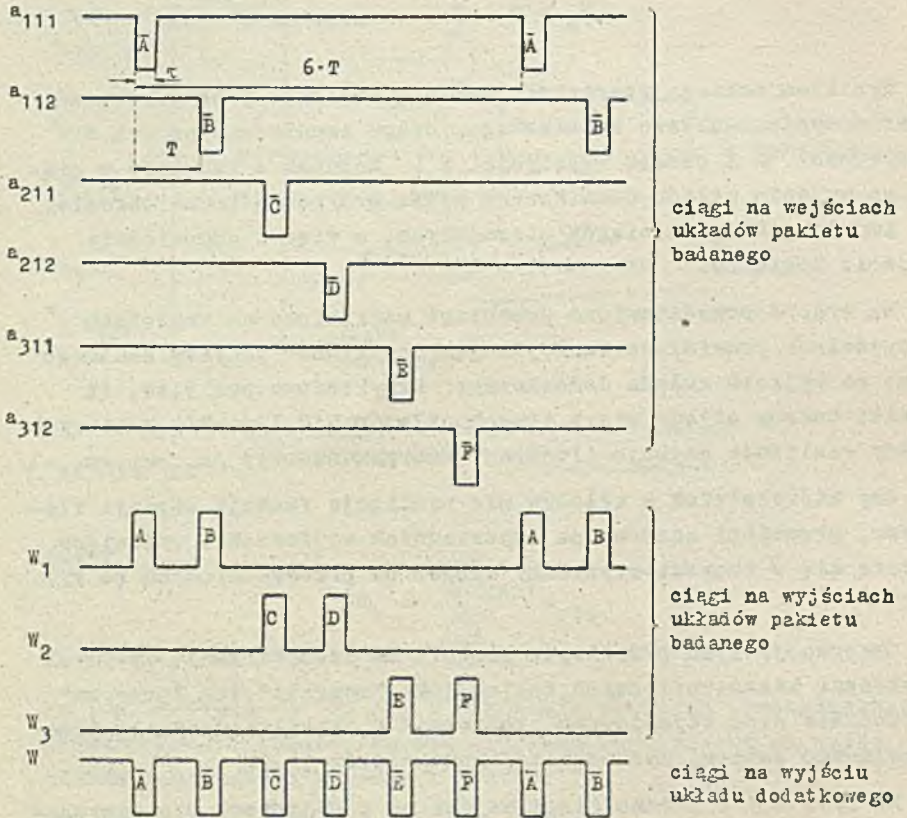 a111 Ā Ā
τ 6·T
a112 B̄ B̄
T
a211 C̄
a212 D̄
a311 Ē
a312 F̄
ciągi na wejściach
układów pakietu
badanego
W1 A B A B
W2 C D
W3 E F
ciągi na wyjściach
układów pakietu
badanego
W Ā B̄ C̄ D̄ Ē F̄ Ā B̄
ciągi na wyjściu
układu dodatkowego